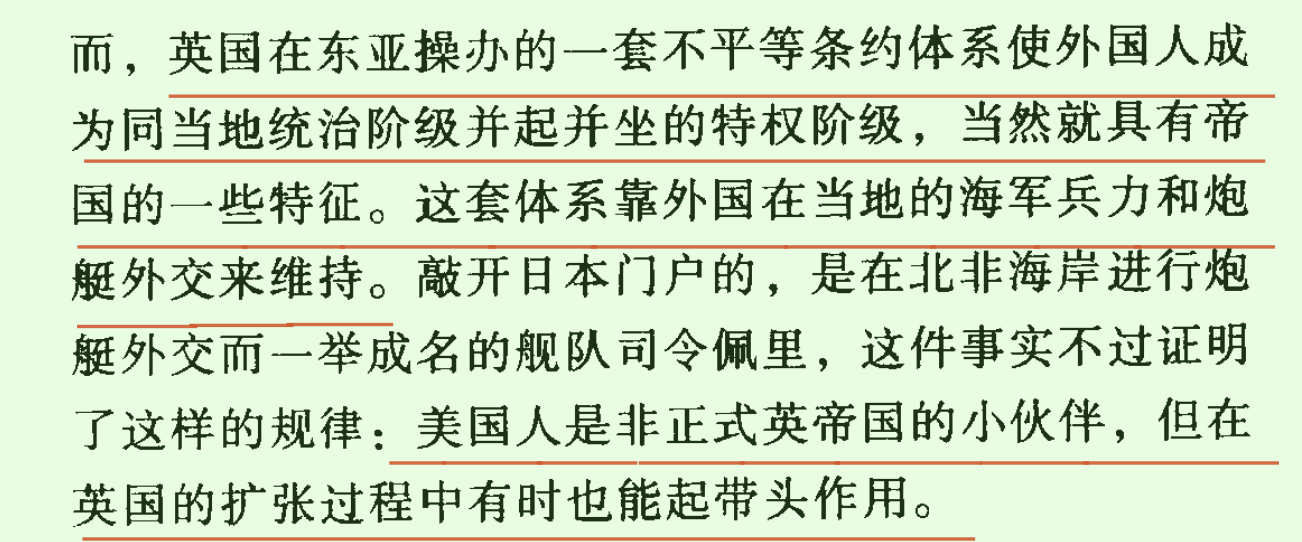 而，英国在东亚操办的一套不平等条约体系使外国人成
为同当地统治阶级并起并坐的特权阶级，当然就具有帝
国的一些特征。这套体系靠外国在当地的海军兵力和炮
艇外交来维持。敲开日本门户的，是在北非海岸进行炮
艇外交而一举成名的舰队司令佩里，这件事实不过证明
了这样的规律：美国人是非正式英帝国的小伙伴，但在
英国的扩张过程中有时也能起带头作用。